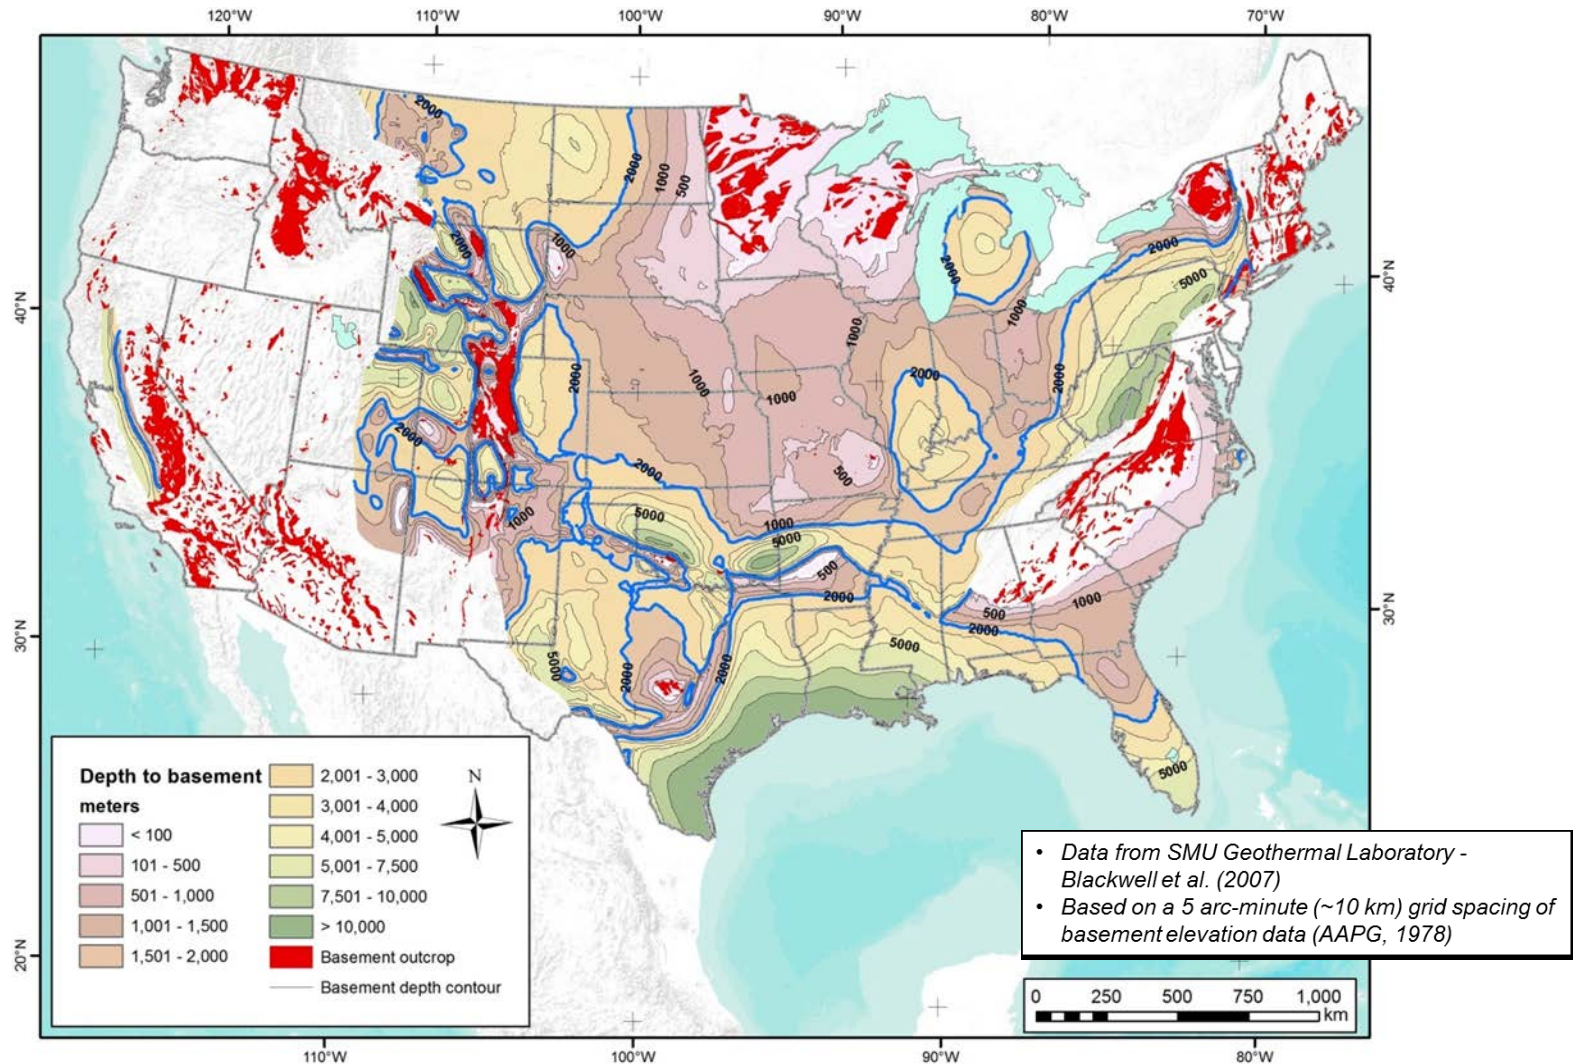 120°W 110°W 100°W 90°W 80°W 70°W
40°N
30°N
20°N
40°N
30°N
110°W 100°W 90°W 80°W
2000
2000
1000
500
1000
2000
2000
2000
1000
1000
2000
1000
1000
2000
2000
5000
2000
500
2000
1000
5000
1000
5000
500
2000
5000
2000
2000
5000
500
1000
2000
5000
Depth to basement
meters
< 100
101 - 500
501 - 1,000
1,001 - 1,500
1,501 - 2,000
2,001 - 3,000
3,001 - 4,000
4,001 - 5,000
5,001 - 7,500
7,501 - 10,000
> 10,000
Basement outcrop
Basement depth contour
N
• Data from SMU Geothermal Laboratory -
Blackwell et al. (2007)
• Based on a 5 arc-minute (~10 km) grid spacing of
basement elevation data (AAPG, 1978)
0 250 500 750 1,000
km